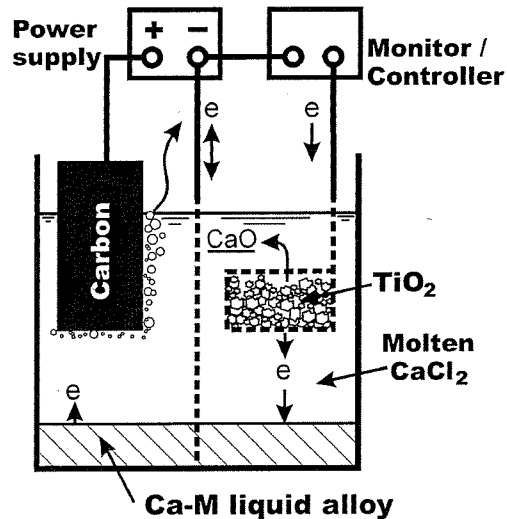 Power
supply
+ −
Monitor /
Controller
e
e
Carbon
CaO
TiO₂
Molten
CaCl₂
e
e
Ca-M liquid alloy